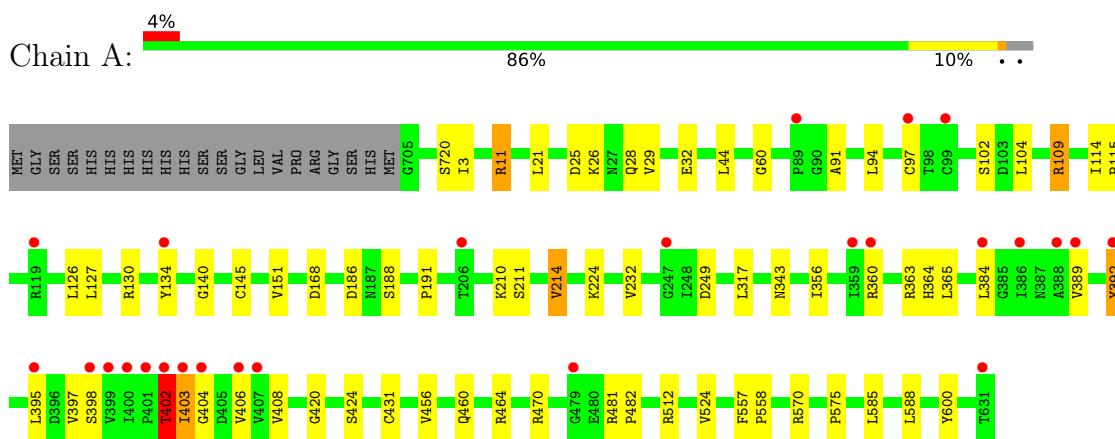 4%
Chain A:
86% 10% • •
MET GLY SER SER HIS HIS HIS HIS HIS HIS HIS HIS SER SER GLY LEU VAL PRO ARG GLY SER HIS MET G705 S720 I3 R11 L21 D25 K26 N27 Q28 V29 E32 L44 G60 P89 G90 A91 L94 C97 T98 C99 S102 D103 L104 R109 I114
R119 L126 L127 R130 Y134 G140 C145 V151 D168 D186 N187 S188 P191 T206 K210 S211 V214 K224 V232 G247 I248 D249 L317 N343 I356 I359 R360 R363 H364 L365 L384 G385 I386 N387 A388 V389
L395 D396 V397 S398 V399 I400 P401 T402 I403 G404 D405 V406 V407 V408 G420 S424 C431 V456 Q460 R464 R470 G479 E480 R481 P482 R512 V524 F557 P558 R570 P575 L585 L588 Y600 T631